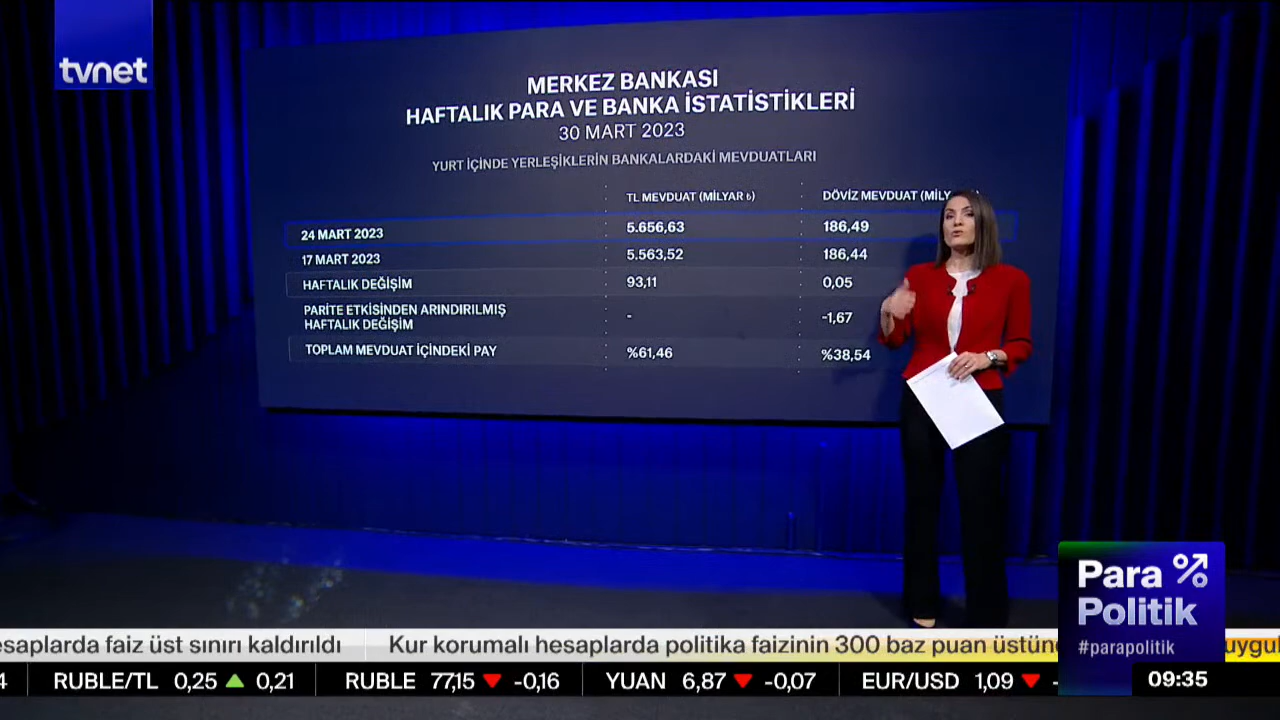 tvnet
MERKEZ BANKASI
HAFTALIK PARA VE BANKA İSTATİSTİKLERİ
30 MART 2023
YURT İÇİNDE YERLEŞİKLERİN BANKALARDAKİ MEVDUATLARI
TL MEVDUAT (MİLYAR ₺) DÖVİZ MEVDUAT
24 MART 2023 5.656,63 186,49
17 MART 2023 5.563,52 186,44
HAFTALIK DEĞİŞİM 93,11 0,05
PARİTE ETKİSİNDEN ARINDIRILMIŞ
HAFTALIK DEĞİŞİM - -1,67
TOPLAM MEVDUAT İÇİNDEKİ PAY %61,46 %38,54
Para %
Politik
#parapolitik
faiz üst sınırı kaldırıldı Kur korumalı hesaplarda politika faizinin 300 baz puan
4 RUBLE/TL 0,25 ▲ 0,21 RUBLE 77,15 ▼ -0,16 YUAN 6,87 ▼ -0,07 EUR/USD 1,09 ▼ - 09:35